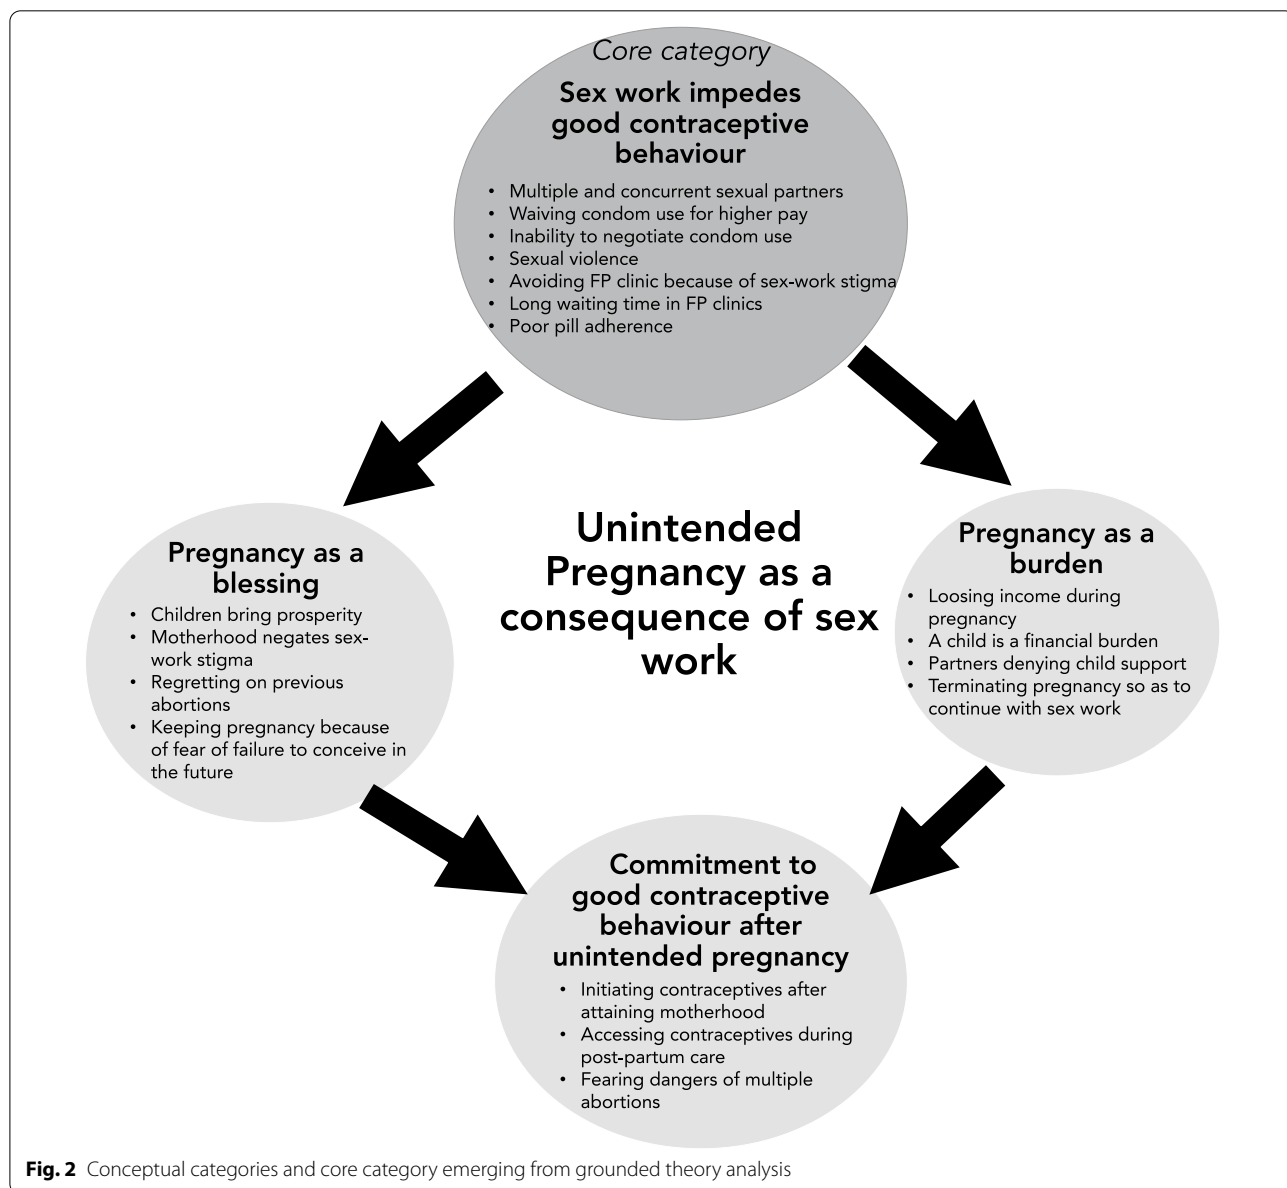 Core category
Sex work impedes
good contraceptive
behaviour
• Multiple and concurrent sexual partners
• Waiving condom use for higher pay
• Inability to negotiate condom use
• Sexual violence
• Avoiding FP clinic because of sex-work stigma
• Long waiting time in FP clinics
• Poor pill adherence
Unintended
Pregnancy as a
consequence of sex
work
Pregnancy as a
blessing
• Children bring prosperity
• Motherhood negates sex-
work stigma
• Regretting on previous
abortions
• Keeping pregnancy because
of fear of failure to conceive in
the future
Pregnancy as a
burden
• Loosing income during
pregnancy
• A child is a financial burden
• Partners denying child support
• Terminating pregnancy so as to
continue with sex work
Commitment to
good contraceptive
behaviour after
unintended pregnancy
• Initiating contraceptives after
attaining motherhood
• Accessing contraceptives during
post-partum care
• Fearing dangers of multiple
abortions
Fig. 2 Conceptual categories and core category emerging from grounded theory analysis